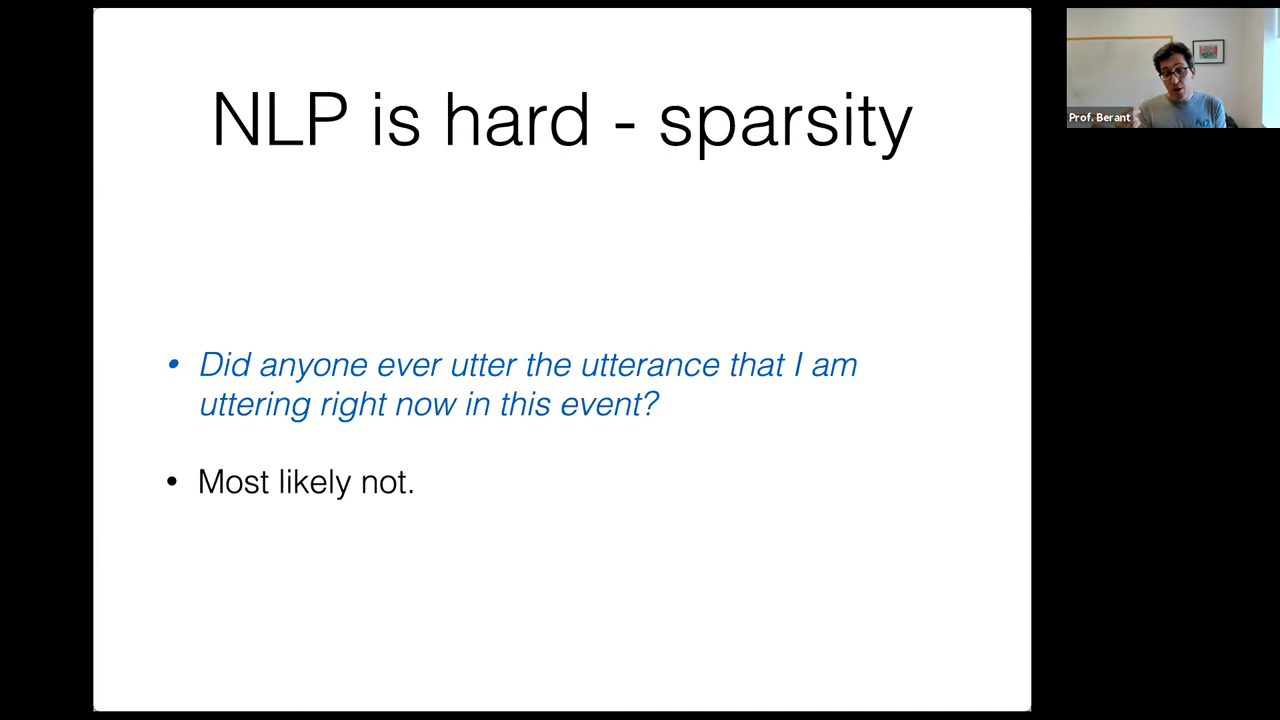 NLP is hard - sparsity
Prof. Berant
• Did anyone ever utter the utterance that I am
uttering right now in this event?
• Most likely not.